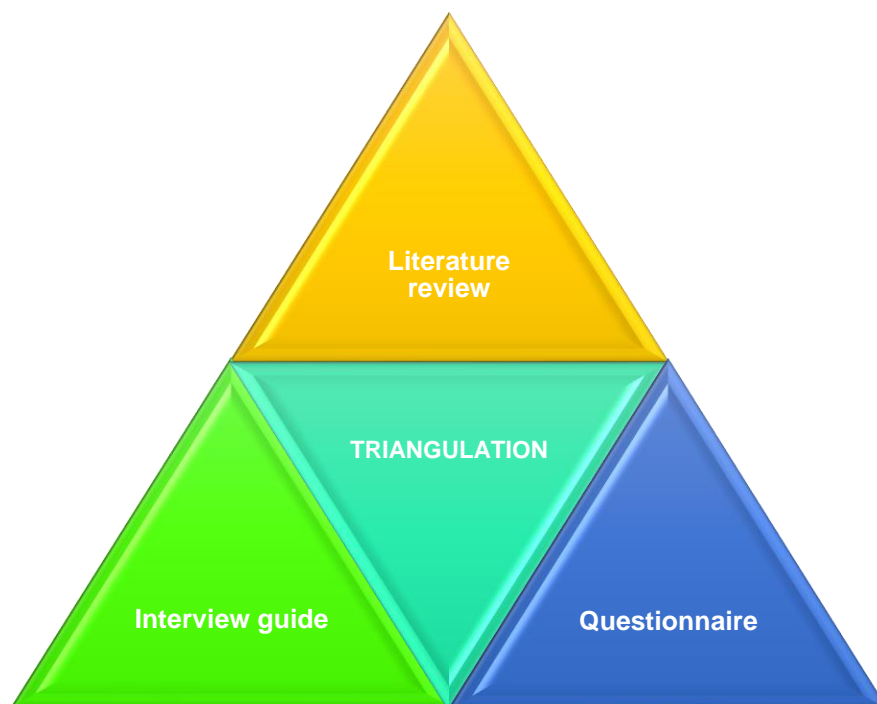 Literature
review
TRIANGULATION
Interview guide
Questionnaire